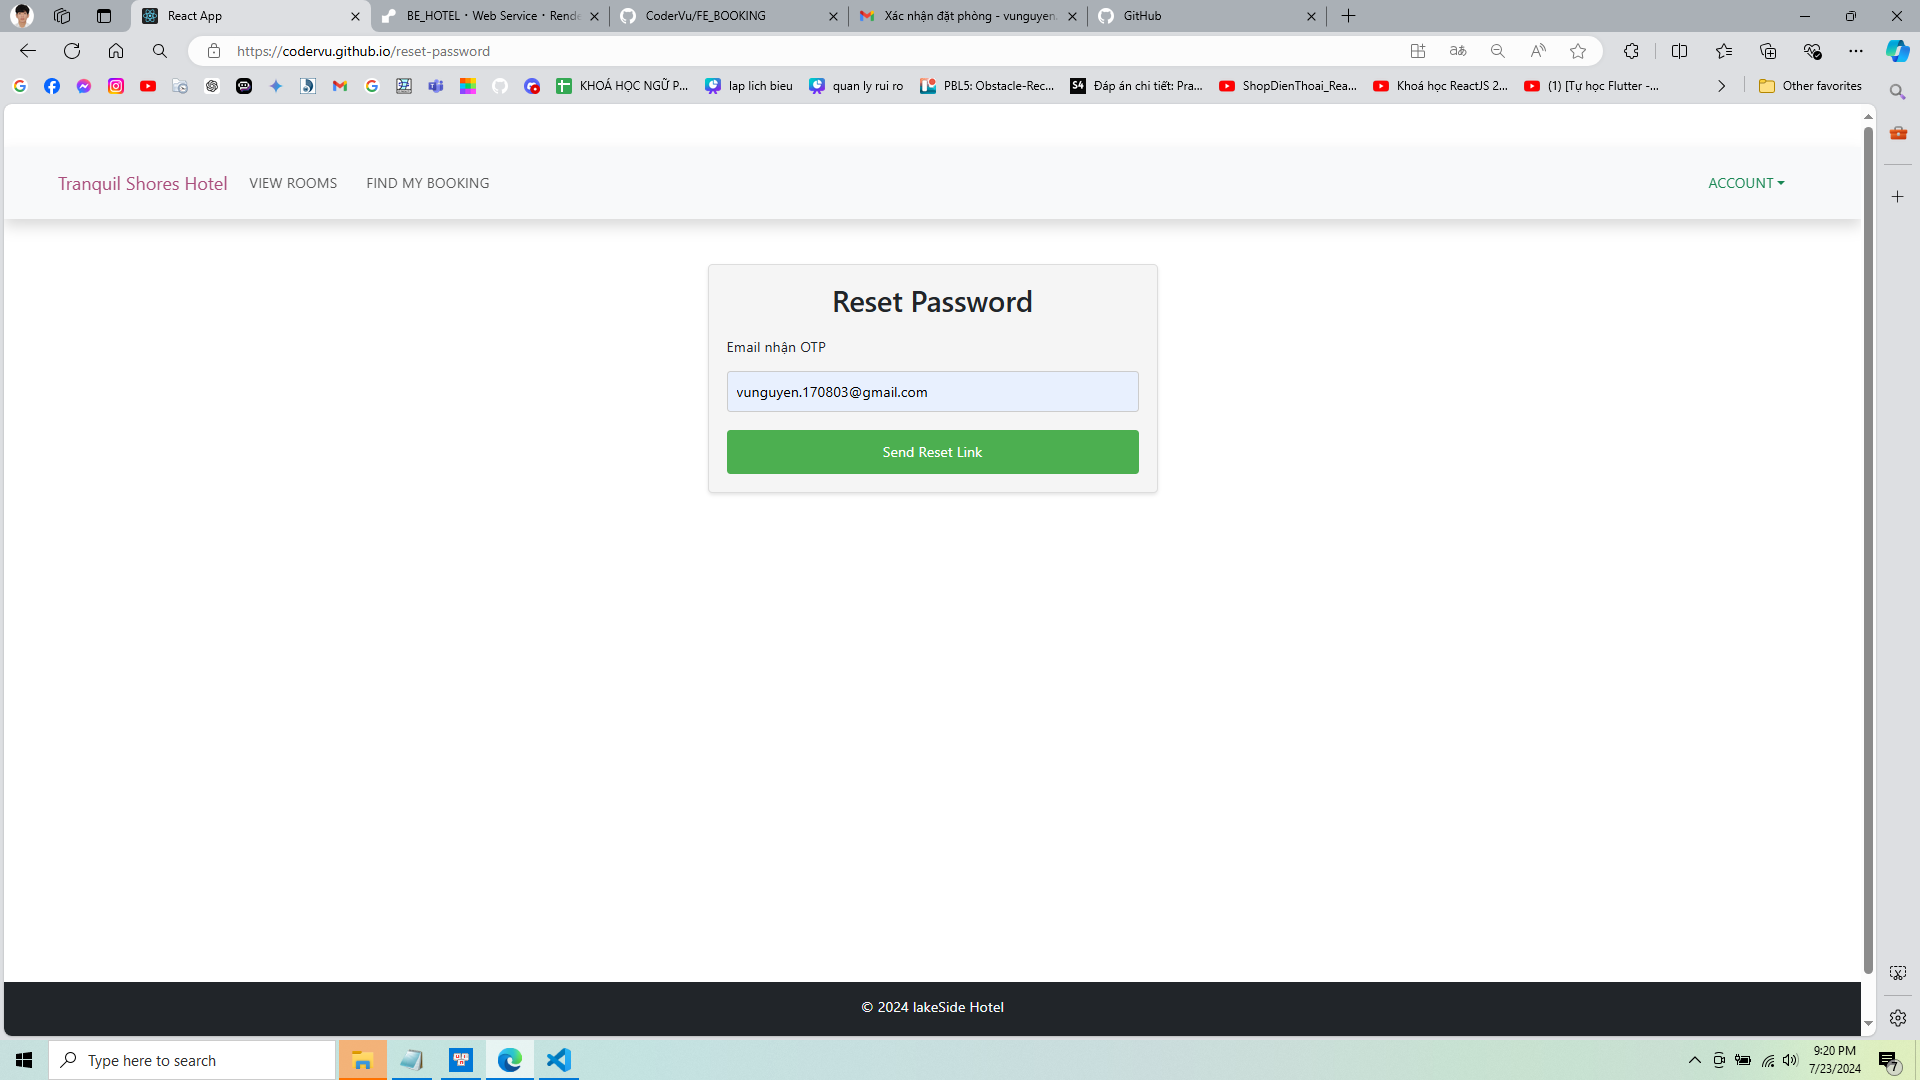 React App
BE_HOTEL · Web Service · Rende
CoderVu/FE_BOOKING
Xác nhận đặt phòng - vunguyen.
GitHub
https://codervu.github.io/reset-password
KHOÁ HỌC NGỮ P...
lap lich bieu
quan ly rui ro
PBL5: Obstacle-Rec...
S4
Đáp án chi tiết: Pra...
ShopDienThoai_Rea...
Khoá học ReactJS 2...
(1) [Tự học Flutter -...
Other favorites
Tranquil Shores Hotel
VIEW ROOMS
FIND MY BOOKING
ACCOUNT
Reset Password
Email nhận OTP
vunguyen.170803@gmail.com
Send Reset Link
© 2024 lakeSide Hotel
Type here to search
9:20 PM
7/23/2024
7